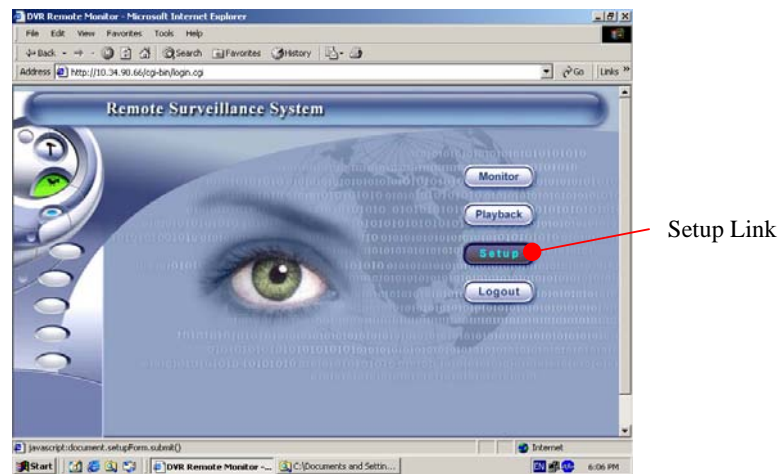 DVR Remote Monitor - Microsoft Internet Explorer
File Edit View Favorites Tools Help
Back Search Favorites History
Address http://10.34.90.66/cgi-bin/login.cgi Go Links »
Remote Surveillance System
Monitor
Playback
Setup
Logout
Setup Link
javascript:document.setupForm.submit() Internet
Start DVR Remote Monitor -... C:\Documents and Settin... EN 6:06 PM